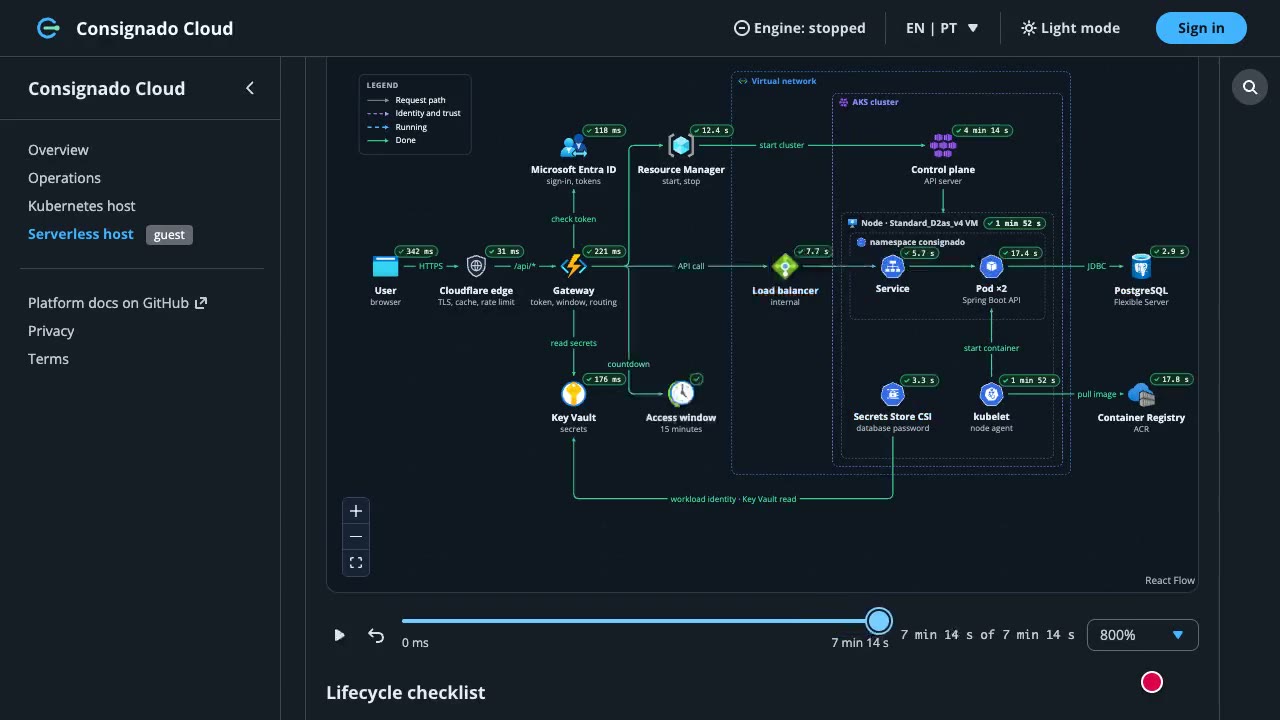 Consignado Cloud
Engine: stopped
EN | PT
Light mode
Sign in
Consignado Cloud
Overview
Operations
Kubernetes host
Serverless host
guest
Platform docs on GitHub
Privacy
Terms
LEGEND
Request path
Identity and trust
Running
Done
Virtual network
AKS cluster
118 ms
Microsoft Entra ID
sign-in, tokens
12.4 s
Resource Manager
start, stop
start cluster
4 min 14 s
Control plane
API server
check token
Node · Standard_D2as_v4 VM
1 min 52 s
namespace consignado
342 ms
User
browser
HTTPS
31 ms
Cloudflare edge
TLS, cache, rate limit
/api/*
221 ms
Gateway
token, window, routing
API call
7.7 s
Load balancer
internal
5.7 s
Service
17.4 s
Pod ×2
Spring Boot API
JDBC
2.9 s
PostgreSQL
Flexible Server
read secrets
countdown
start container
176 ms
Key Vault
secrets
Access window
15 minutes
3.3 s
Secrets Store CSI
database password
1 min 52 s
kubelet
node agent
pull image
17.8 s
Container Registry
ACR
workload identity · Key Vault read
React Flow
0 ms
7 min 14 s
7 min 14 s of 7 min 14 s
800%
Lifecycle checklist